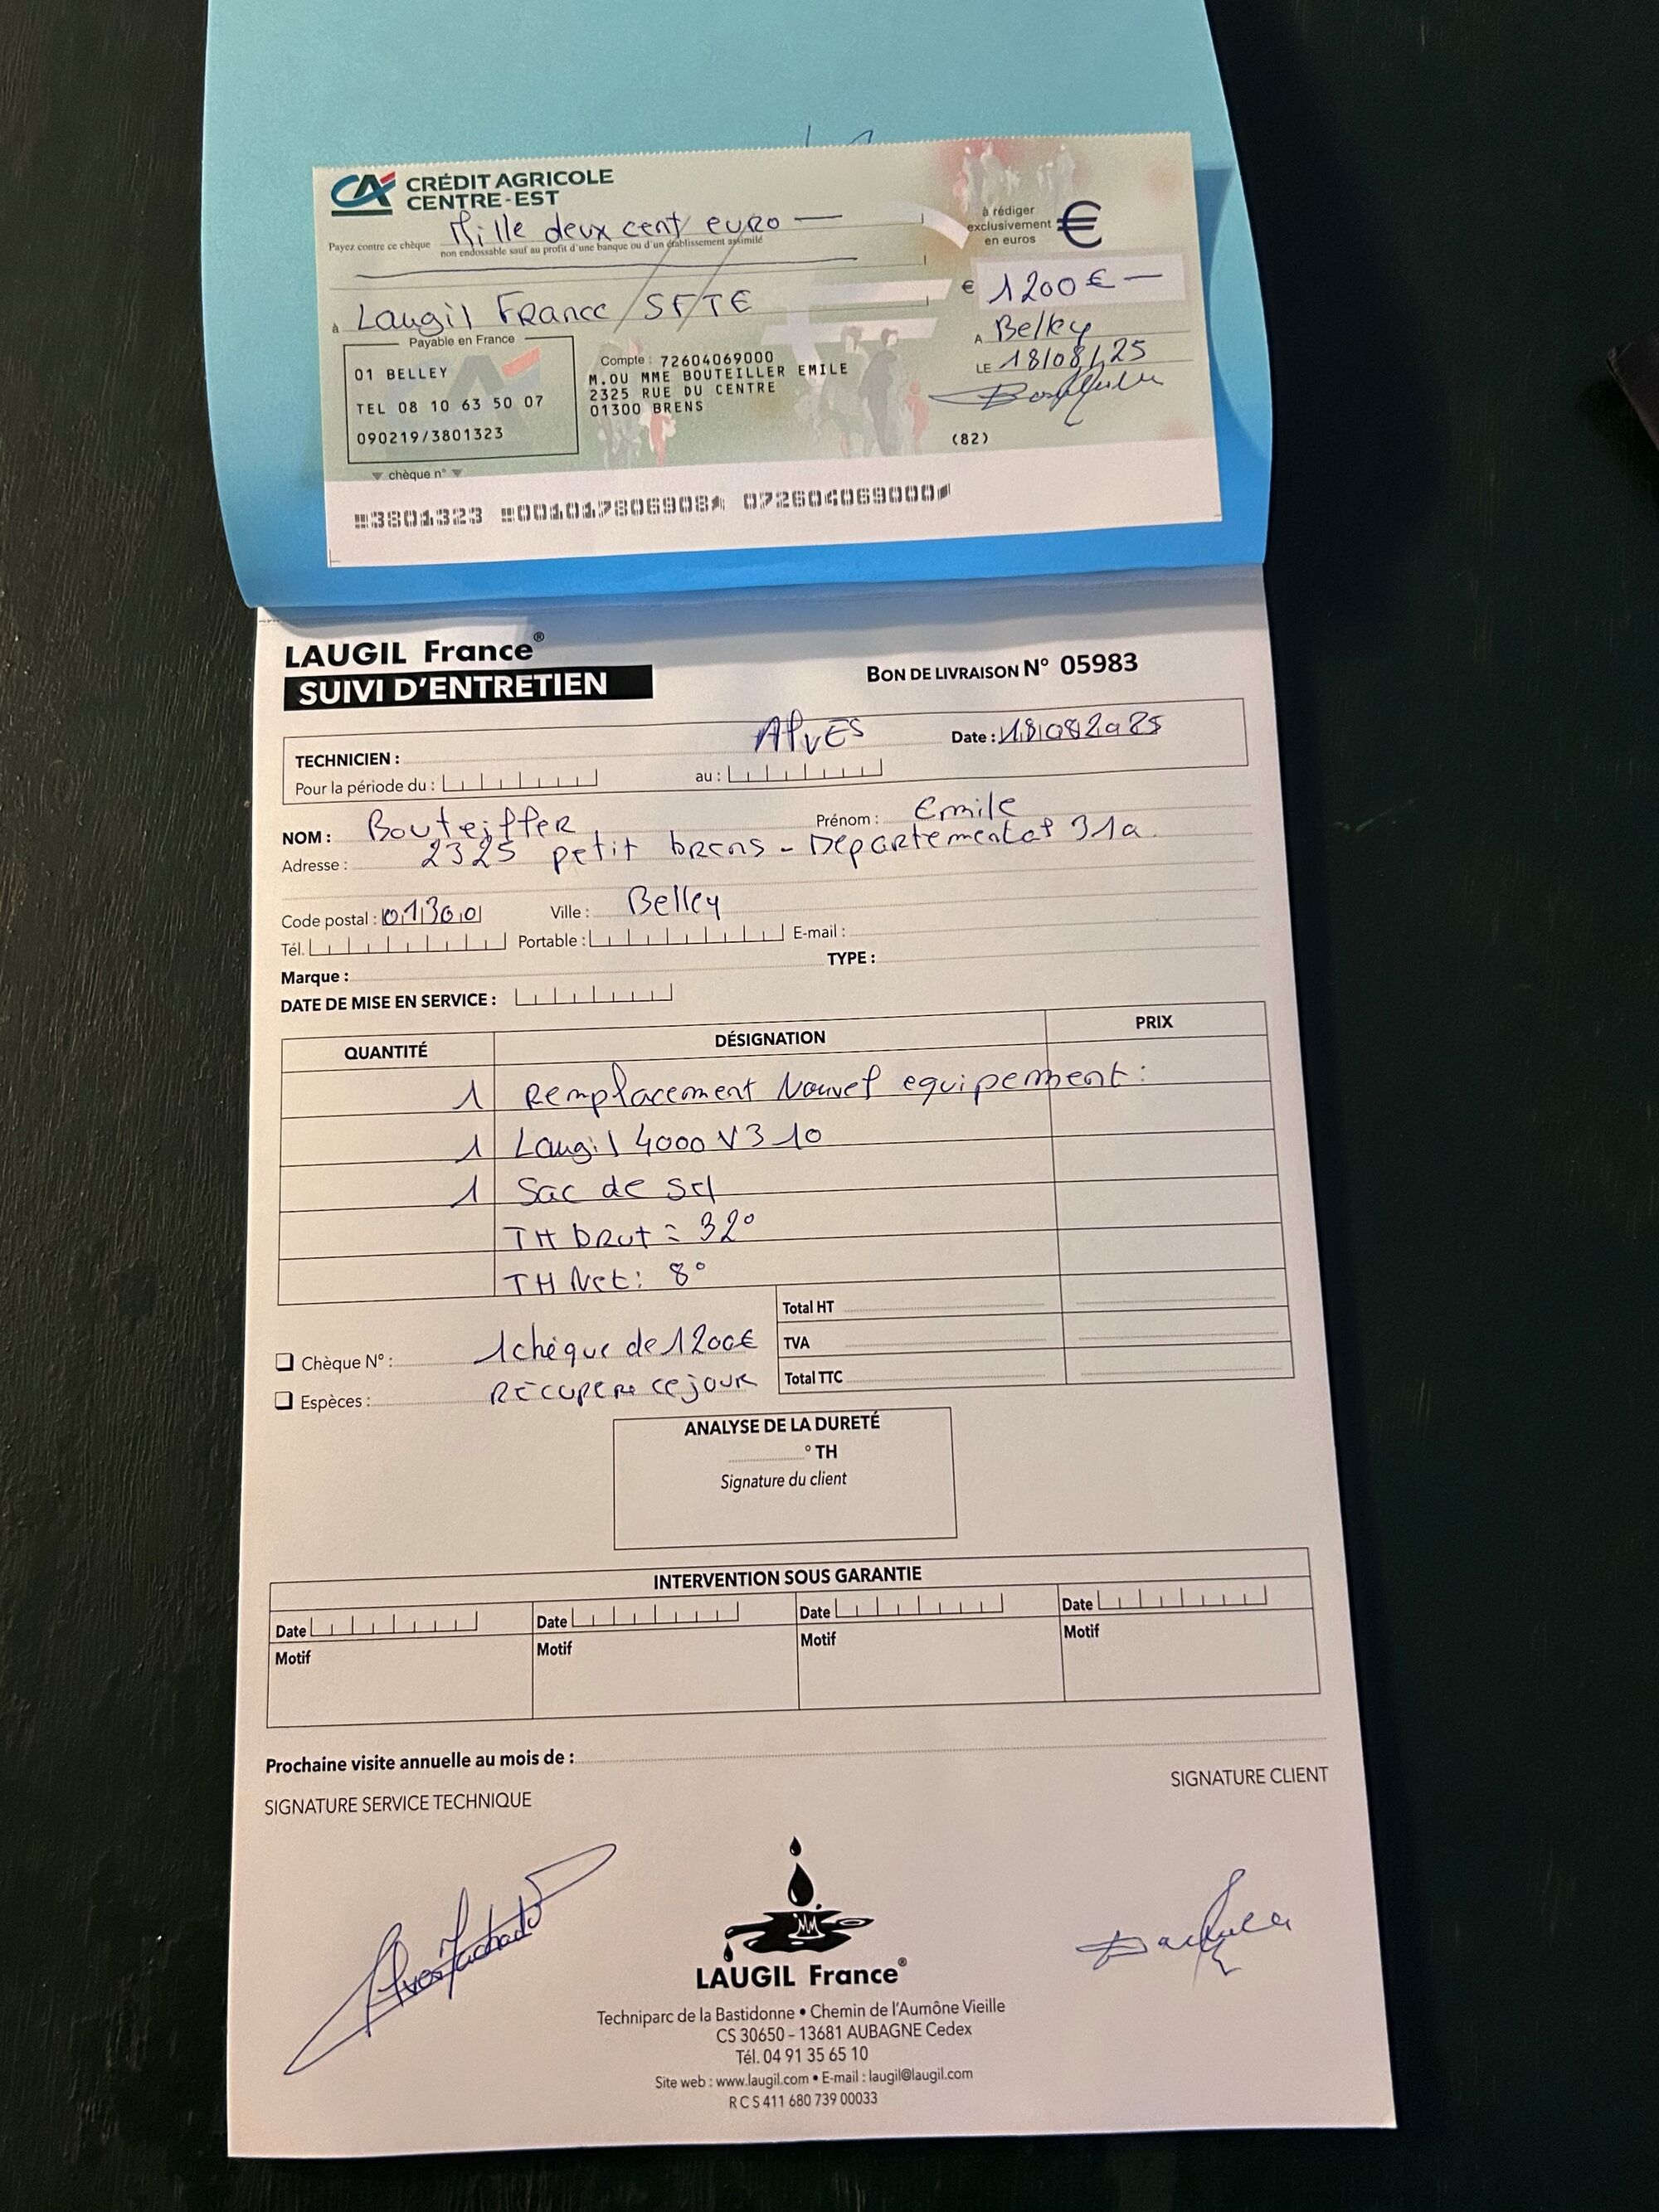 CRÉDIT AGRICOLE
CENTRE-EST
Payez contre ce chèque Mille deux cent euro —
non endossable sauf au profit d'une banque ou d'un établissement assimilé
à rédiger
exclusivement
en euros
€
€ 1200 € —
à Laugil France / SFTE
A Belley
LE 18/08/25
Payable en France
01 BELLEY
TEL 08 10 63 50 07
090219/3801323
Compte : 72604069000
M.OU MME BOUTEILLER EMILE
2325 RUE DU CENTRE
01300 BRENS
(82)
chèque n°
3801323 001017806908 072604069000
LAUGIL France®
SUIVI D'ENTRETIEN
BON DE LIVRAISON N° 05983
TECHNICIEN : Alves
Date : 18082025
Pour la période du : au :
NOM : Bouteiller Prénom : Emile
Adresse : 2325 petit brens - Departemental 31a
Code postal : 01300 Ville : Belley
Tél. Portable : E-mail :
Marque : TYPE :
DATE DE MISE EN SERVICE :
QUANTITÉ DÉSIGNATION PRIX
1 Remplacement Nouvel equipement :
1 Laugil 4000 V3 10
1 Sac de sel
TH brut = 32°
TH Net : 8°
Total HT
TVA
Total TTC
Chèque N° : 1 chèque de 1200€
Espèces : RECUPERE ce jour
ANALYSE DE LA DURETÉ
° TH
Signature du client
INTERVENTION SOUS GARANTIE
Date Date Date Date
Motif Motif Motif Motif
Prochaine visite annuelle au mois de :
SIGNATURE SERVICE TECHNIQUE
SIGNATURE CLIENT
LAUGIL France®
Techniparc de la Bastidonne • Chemin de l'Aumône Vieille
CS 30650 - 13681 AUBAGNE Cedex
Tél. 04 91 35 65 10
Site web : www.laugil.com • E-mail : laugil@laugil.com
R C S 411 680 739 00033